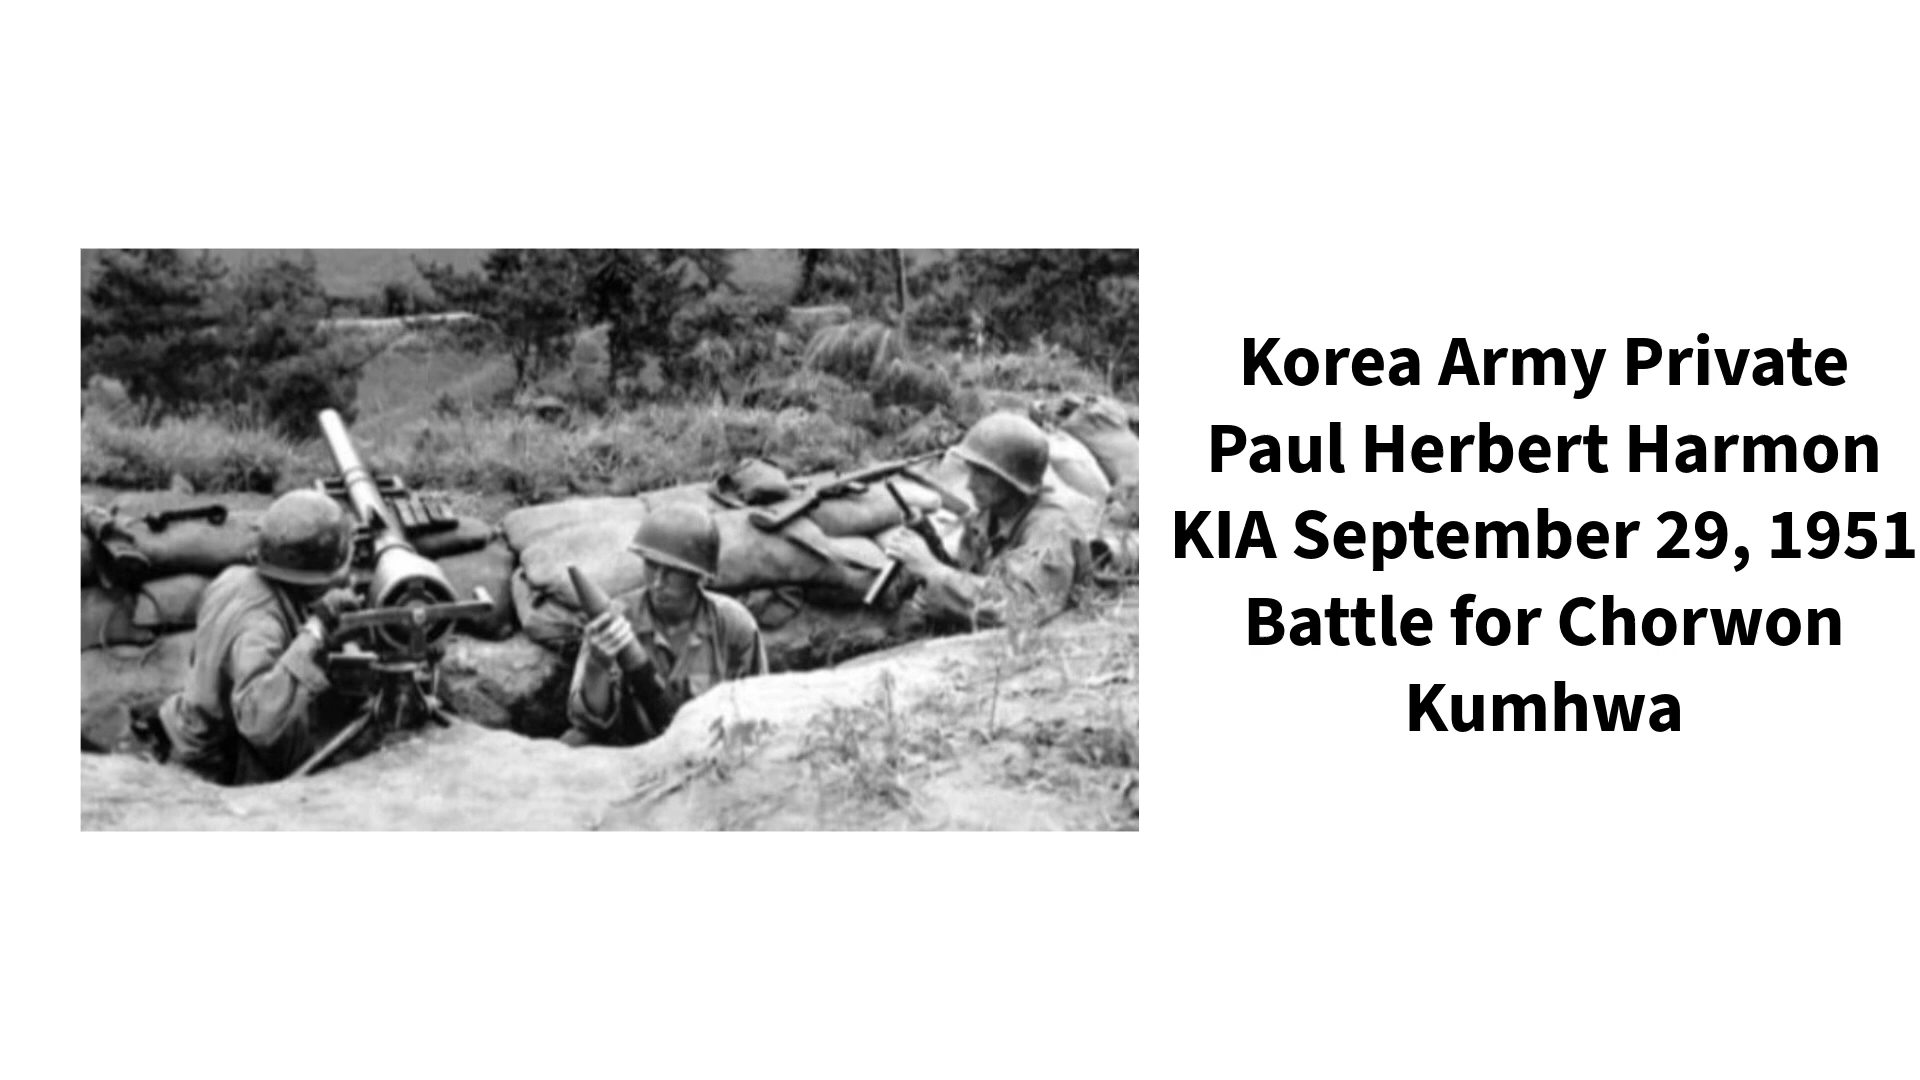 Korea Army Private
Paul Herbert Harmon
KIA September 29, 1951
Battle for Chorwon
Kumhwa